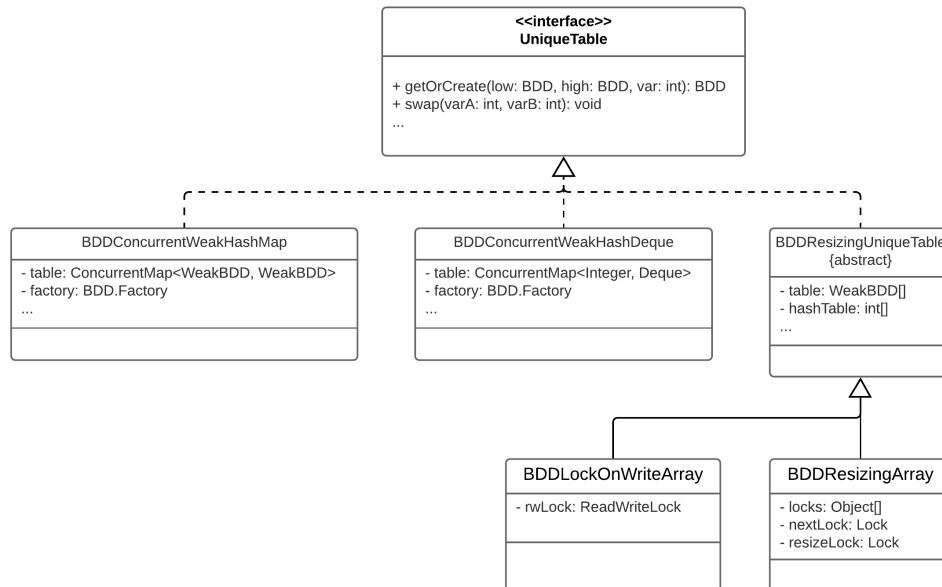 <<interface>>
UniqueTable
+ getOrCreate(low: BDD, high: BDD, var: int): BDD
+ swap(varA: int, varB: int): void
...
BDDConcurrentWeakHashMap
- table: ConcurrentMap<WeakBDD, WeakBDD>
- factory: BDD.Factory
...
BDDConcurrentWeakHashDeque
- table: ConcurrentMap<Integer, Deque>
- factory: BDD.Factory
...
BDDResizingUniqueTable
{abstract}
- table: WeakBDD[]
- hashTable: int[]
...
BDDLockOnWriteArray
- rwLock: ReadWriteLock
BDDResizingArray
- locks: Object[]
- nextLock: Lock
- resizeLock: Lock